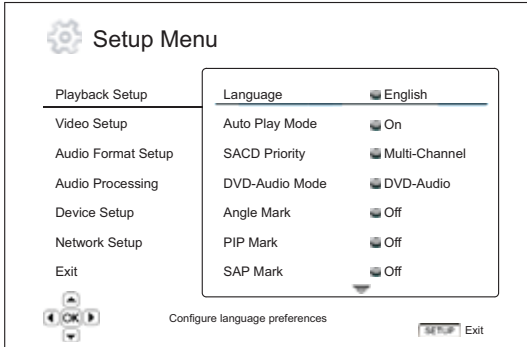 Setup Menu
Playback Setup
Video Setup
Audio Format Setup
Audio Processing
Device Setup
Network Setup
Exit
Language English
Auto Play Mode On
SACD Priority Multi-Channel
DVD-Audio Mode DVD-Audio
Angle Mark Off
PIP Mark Off
SAP Mark Off
OK
Configure language preferences
SETUP Exit